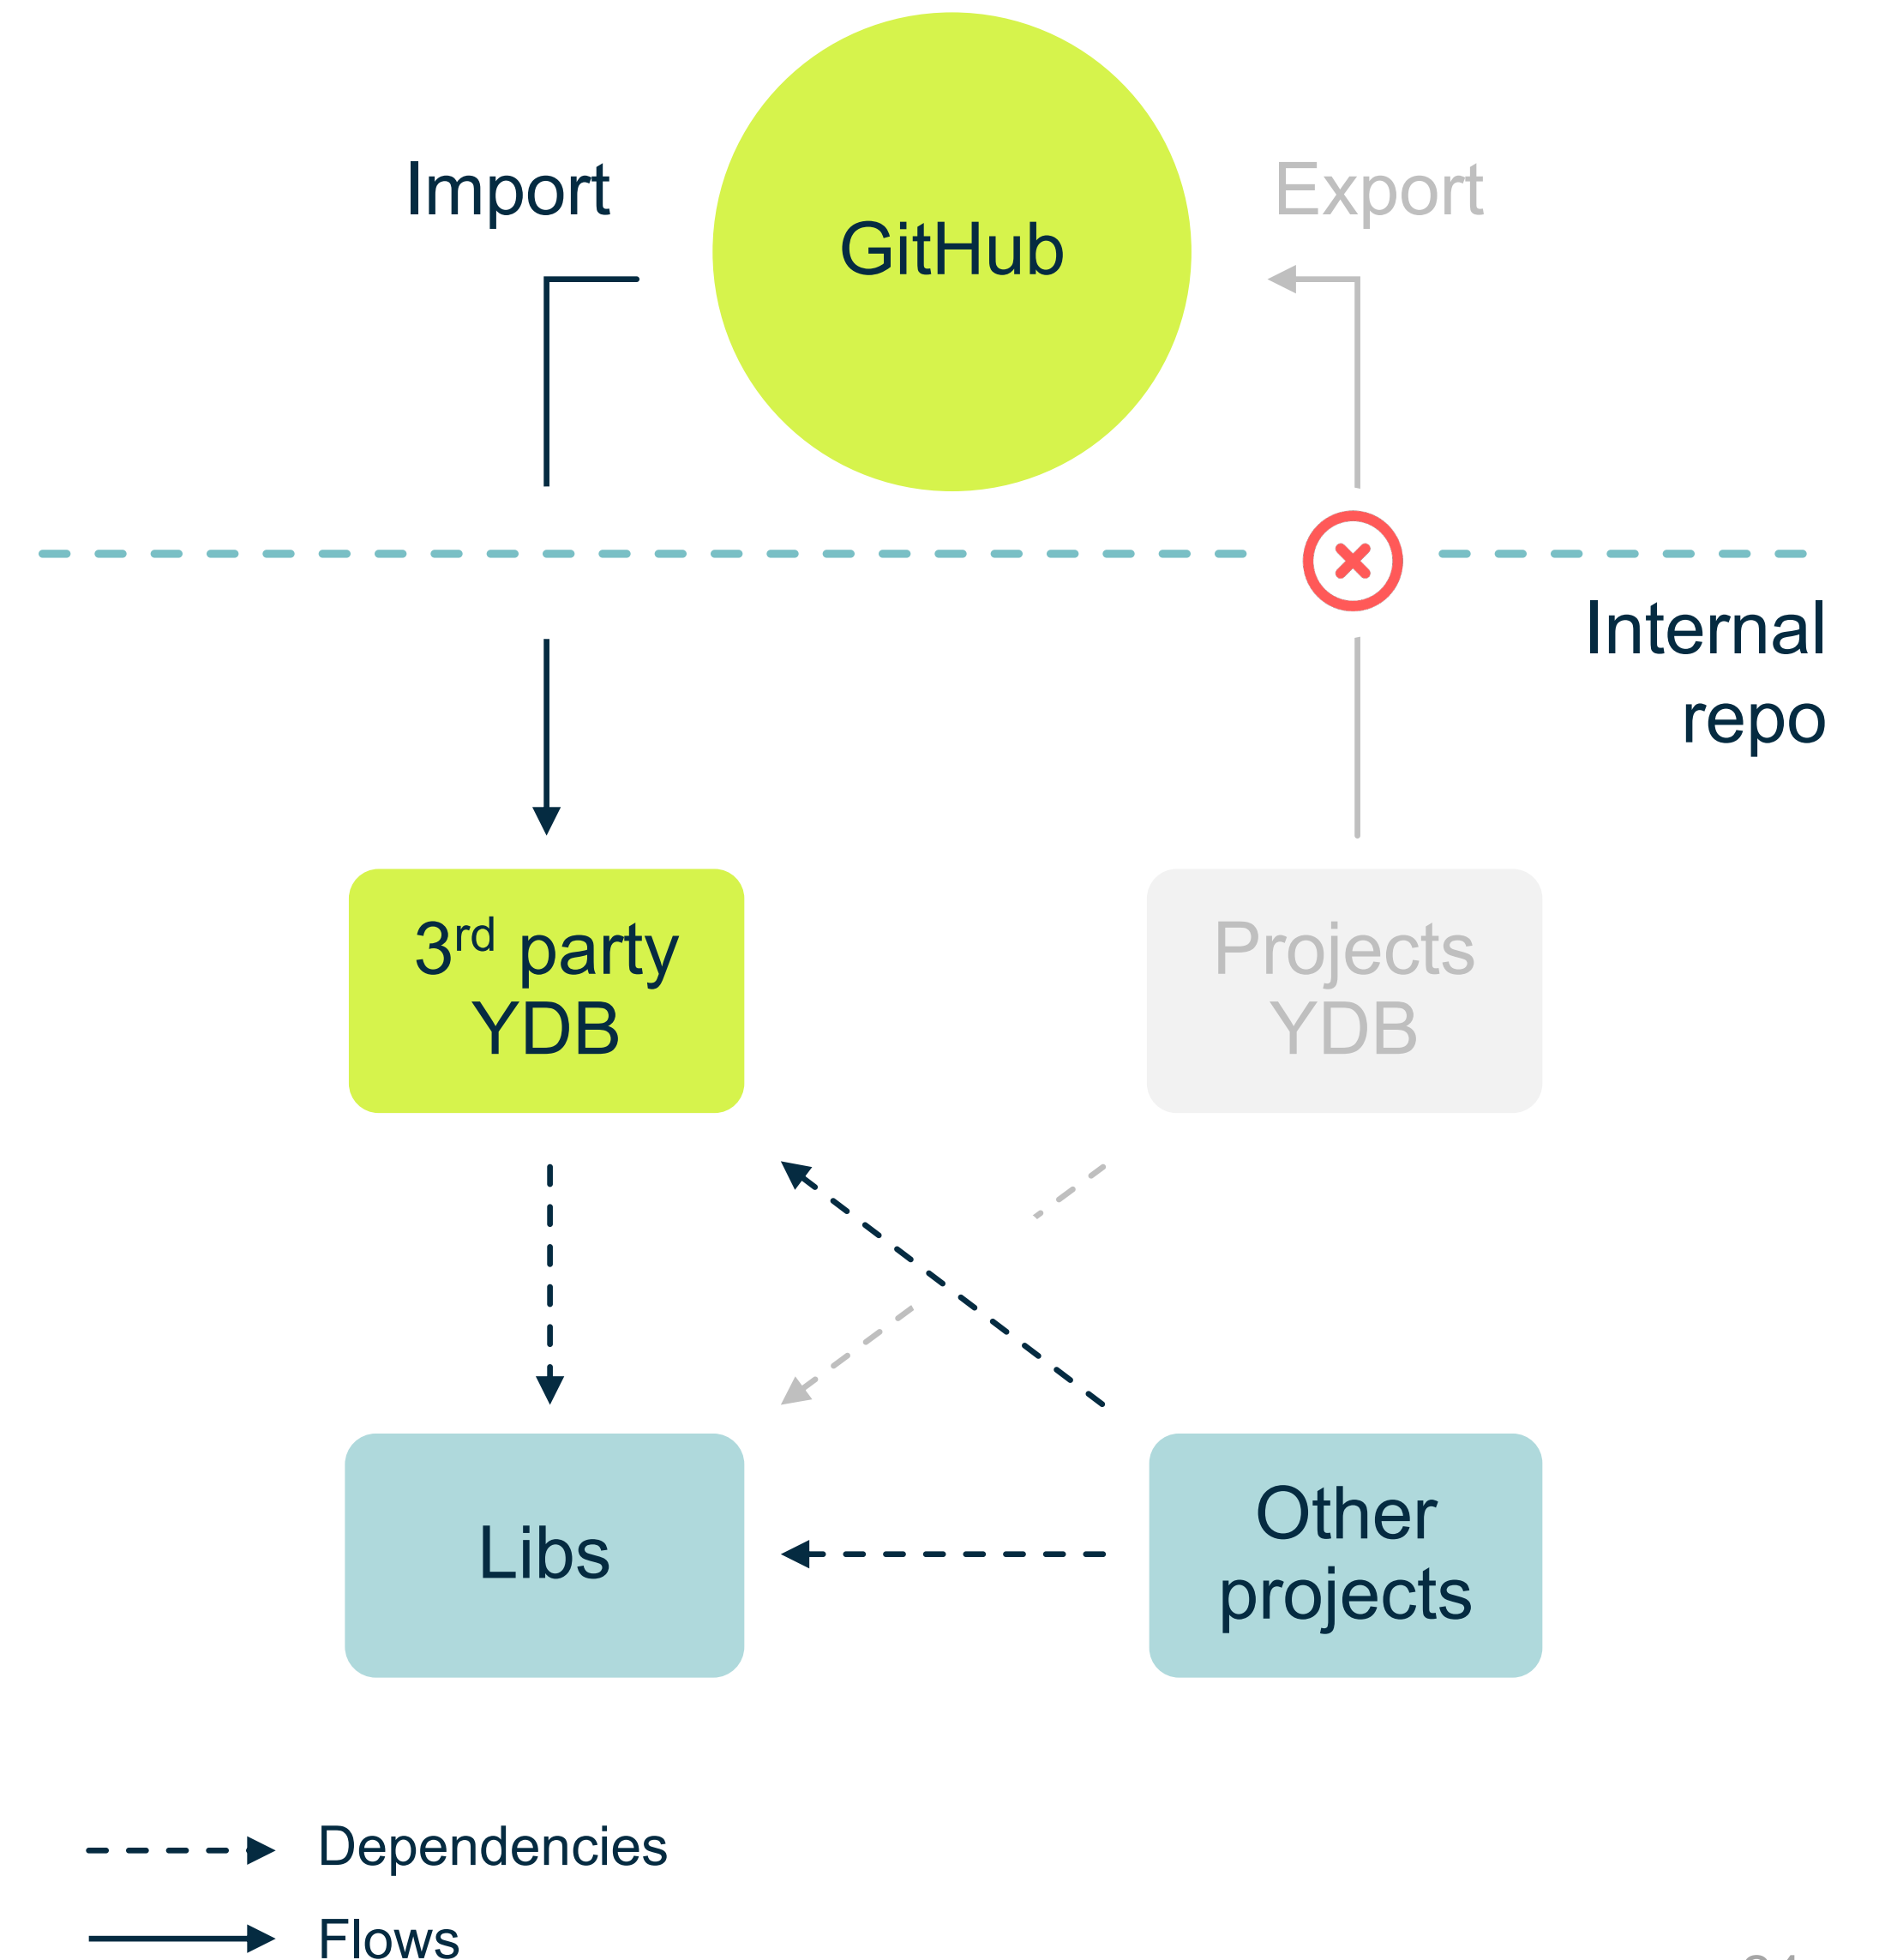 Import
GitHub
Export
Internal
repo
3rd party
YDB
Projects
YDB
Libs
Other
projects
Dependencies
Flows